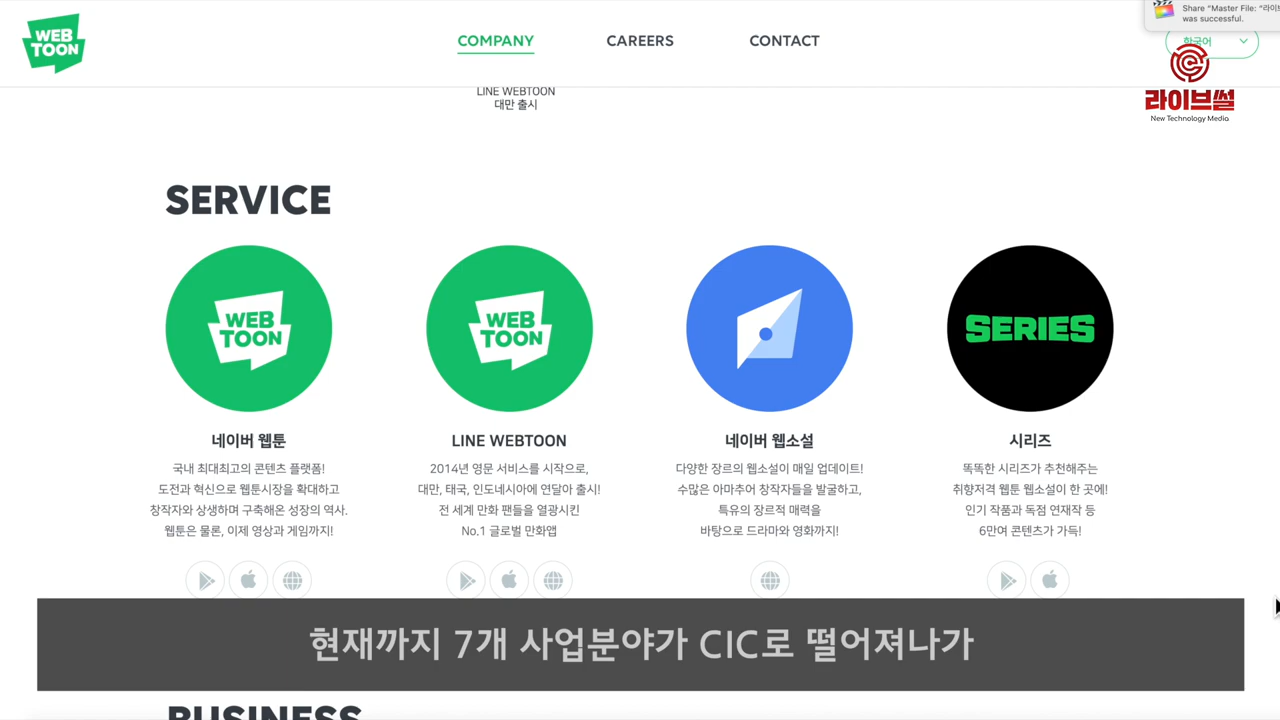 WEB
TOON
COMPANY
CAREERS
CONTACT
Share "Master File: "라이브
was successful.
한국어
라이브썰
New Technology Media
LINE WEBTOON
대만 출시
SERVICE
WEB
TOON
WEB
TOON
SERIES
네이버 웹툰
국내 최대최고의 콘텐츠 플랫폼!
도전과 혁신으로 웹툰시장을 확대하고
창작자와 상생하며 구축해온 성장의 역사.
웹툰은 물론, 이제 영상과 게임까지!
LINE WEBTOON
2014년 영문 서비스를 시작으로,
대만, 태국, 인도네시아에 연달아 출시!
전 세계 만화 팬들을 열광시킨
No.1 글로벌 만화앱
네이버 웹소설
다양한 장르의 웹소설이 매일 업데이트!
수많은 아마추어 창작자들을 발굴하고,
특유의 장르적 매력을
바탕으로 드라마와 영화까지!
시리즈
똑똑한 시리즈가 추천해주는
취향저격 웹툰 웹소설이 한 곳에!
인기 작품과 독점 연재작 등
6만여 콘텐츠가 가득!
현재까지 7개 사업분야가 CIC로 떨어져나가
BUSINESS